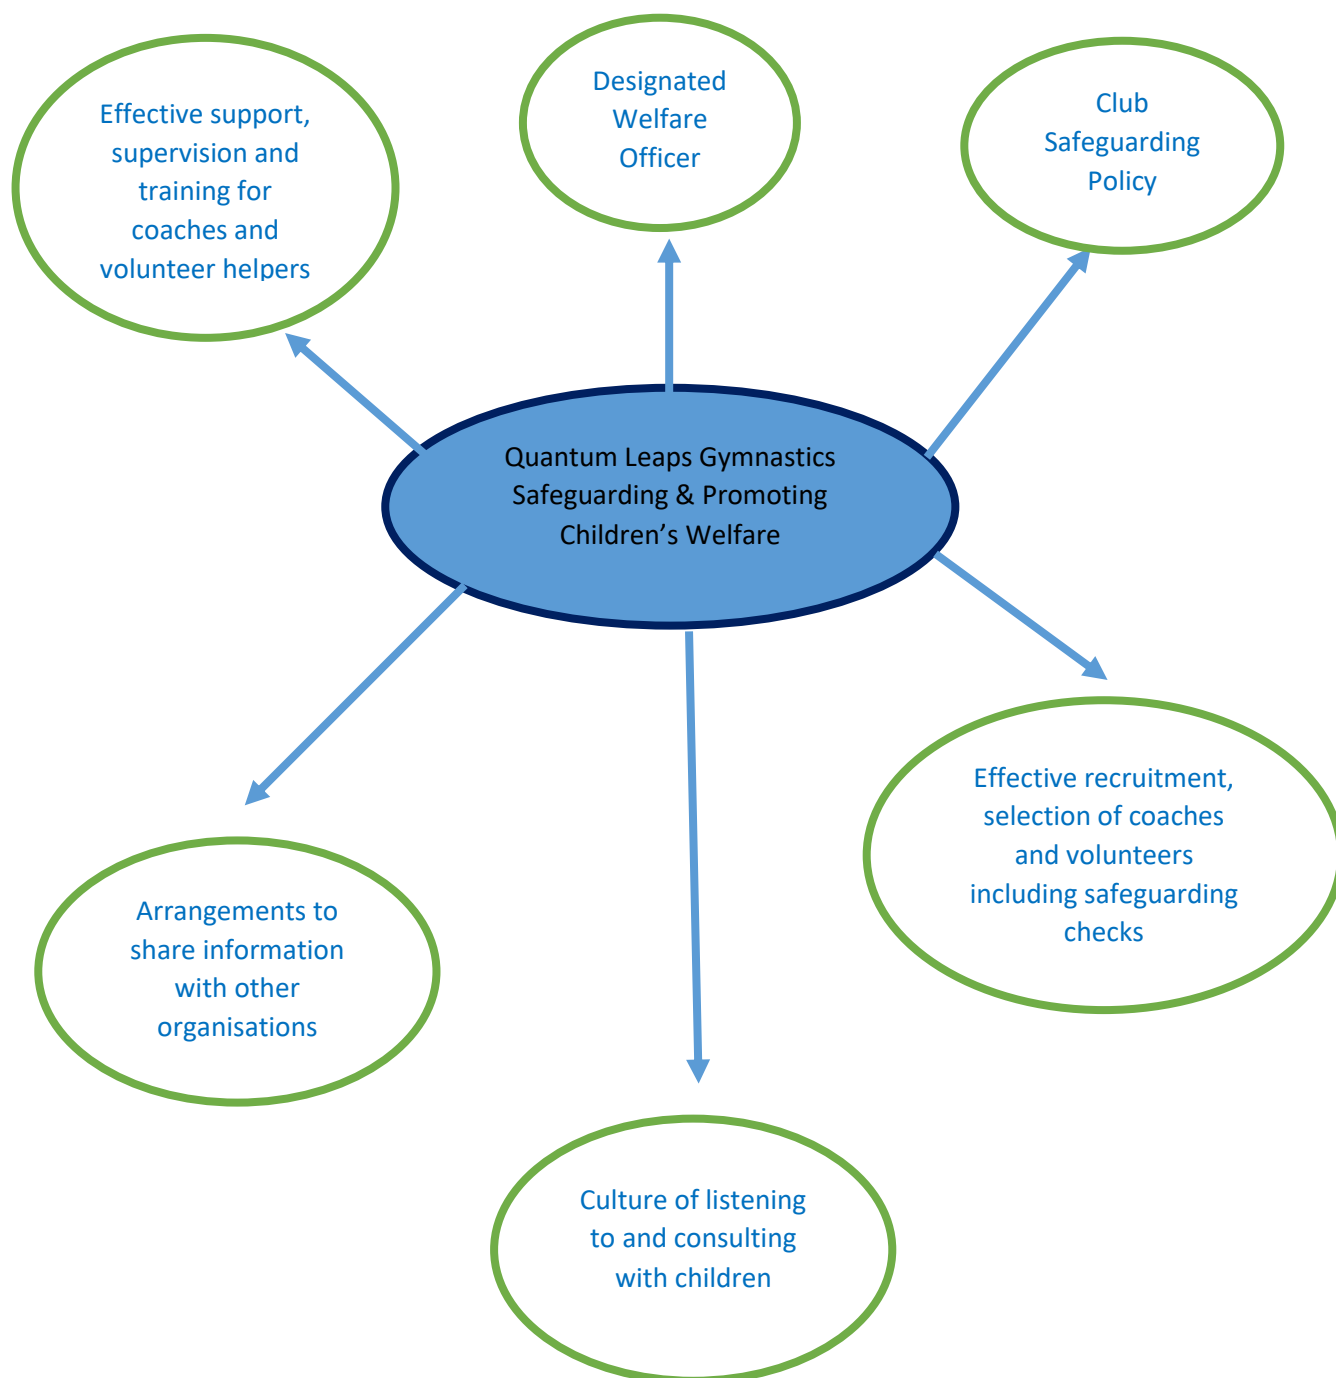 Effective support,
supervision and
training for
coaches and
volunteer helpers
Designated
Welfare
Officer
Club
Safeguarding
Policy
Quantum Leaps Gymnastics
Safeguarding & Promoting
Children’s Welfare
Effective recruitment,
selection of coaches
and volunteers
including safeguarding
checks
Arrangements to
share information
with other
organisations
Culture of listening
to and consulting
with children